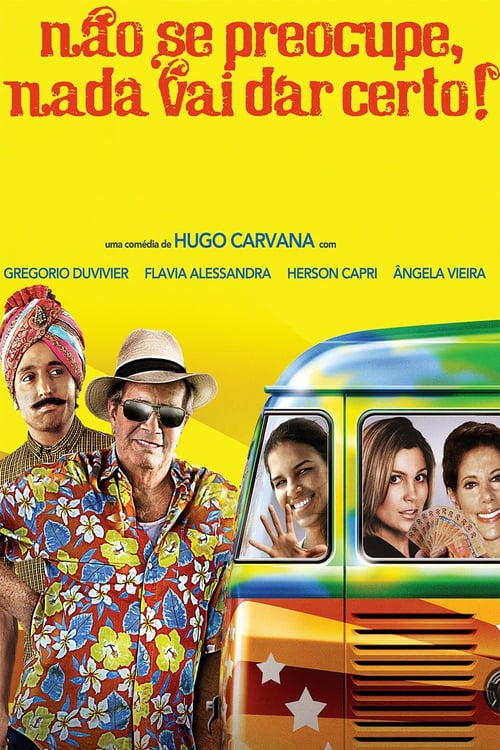 não se preocupe,
nada vai dar certo!
uma comédia de HUGO CARVANA com
GREGORIO DUVIVIER FLAVIA ALESSANDRA HERSON CAPRI ÂNGELA VIEIRA